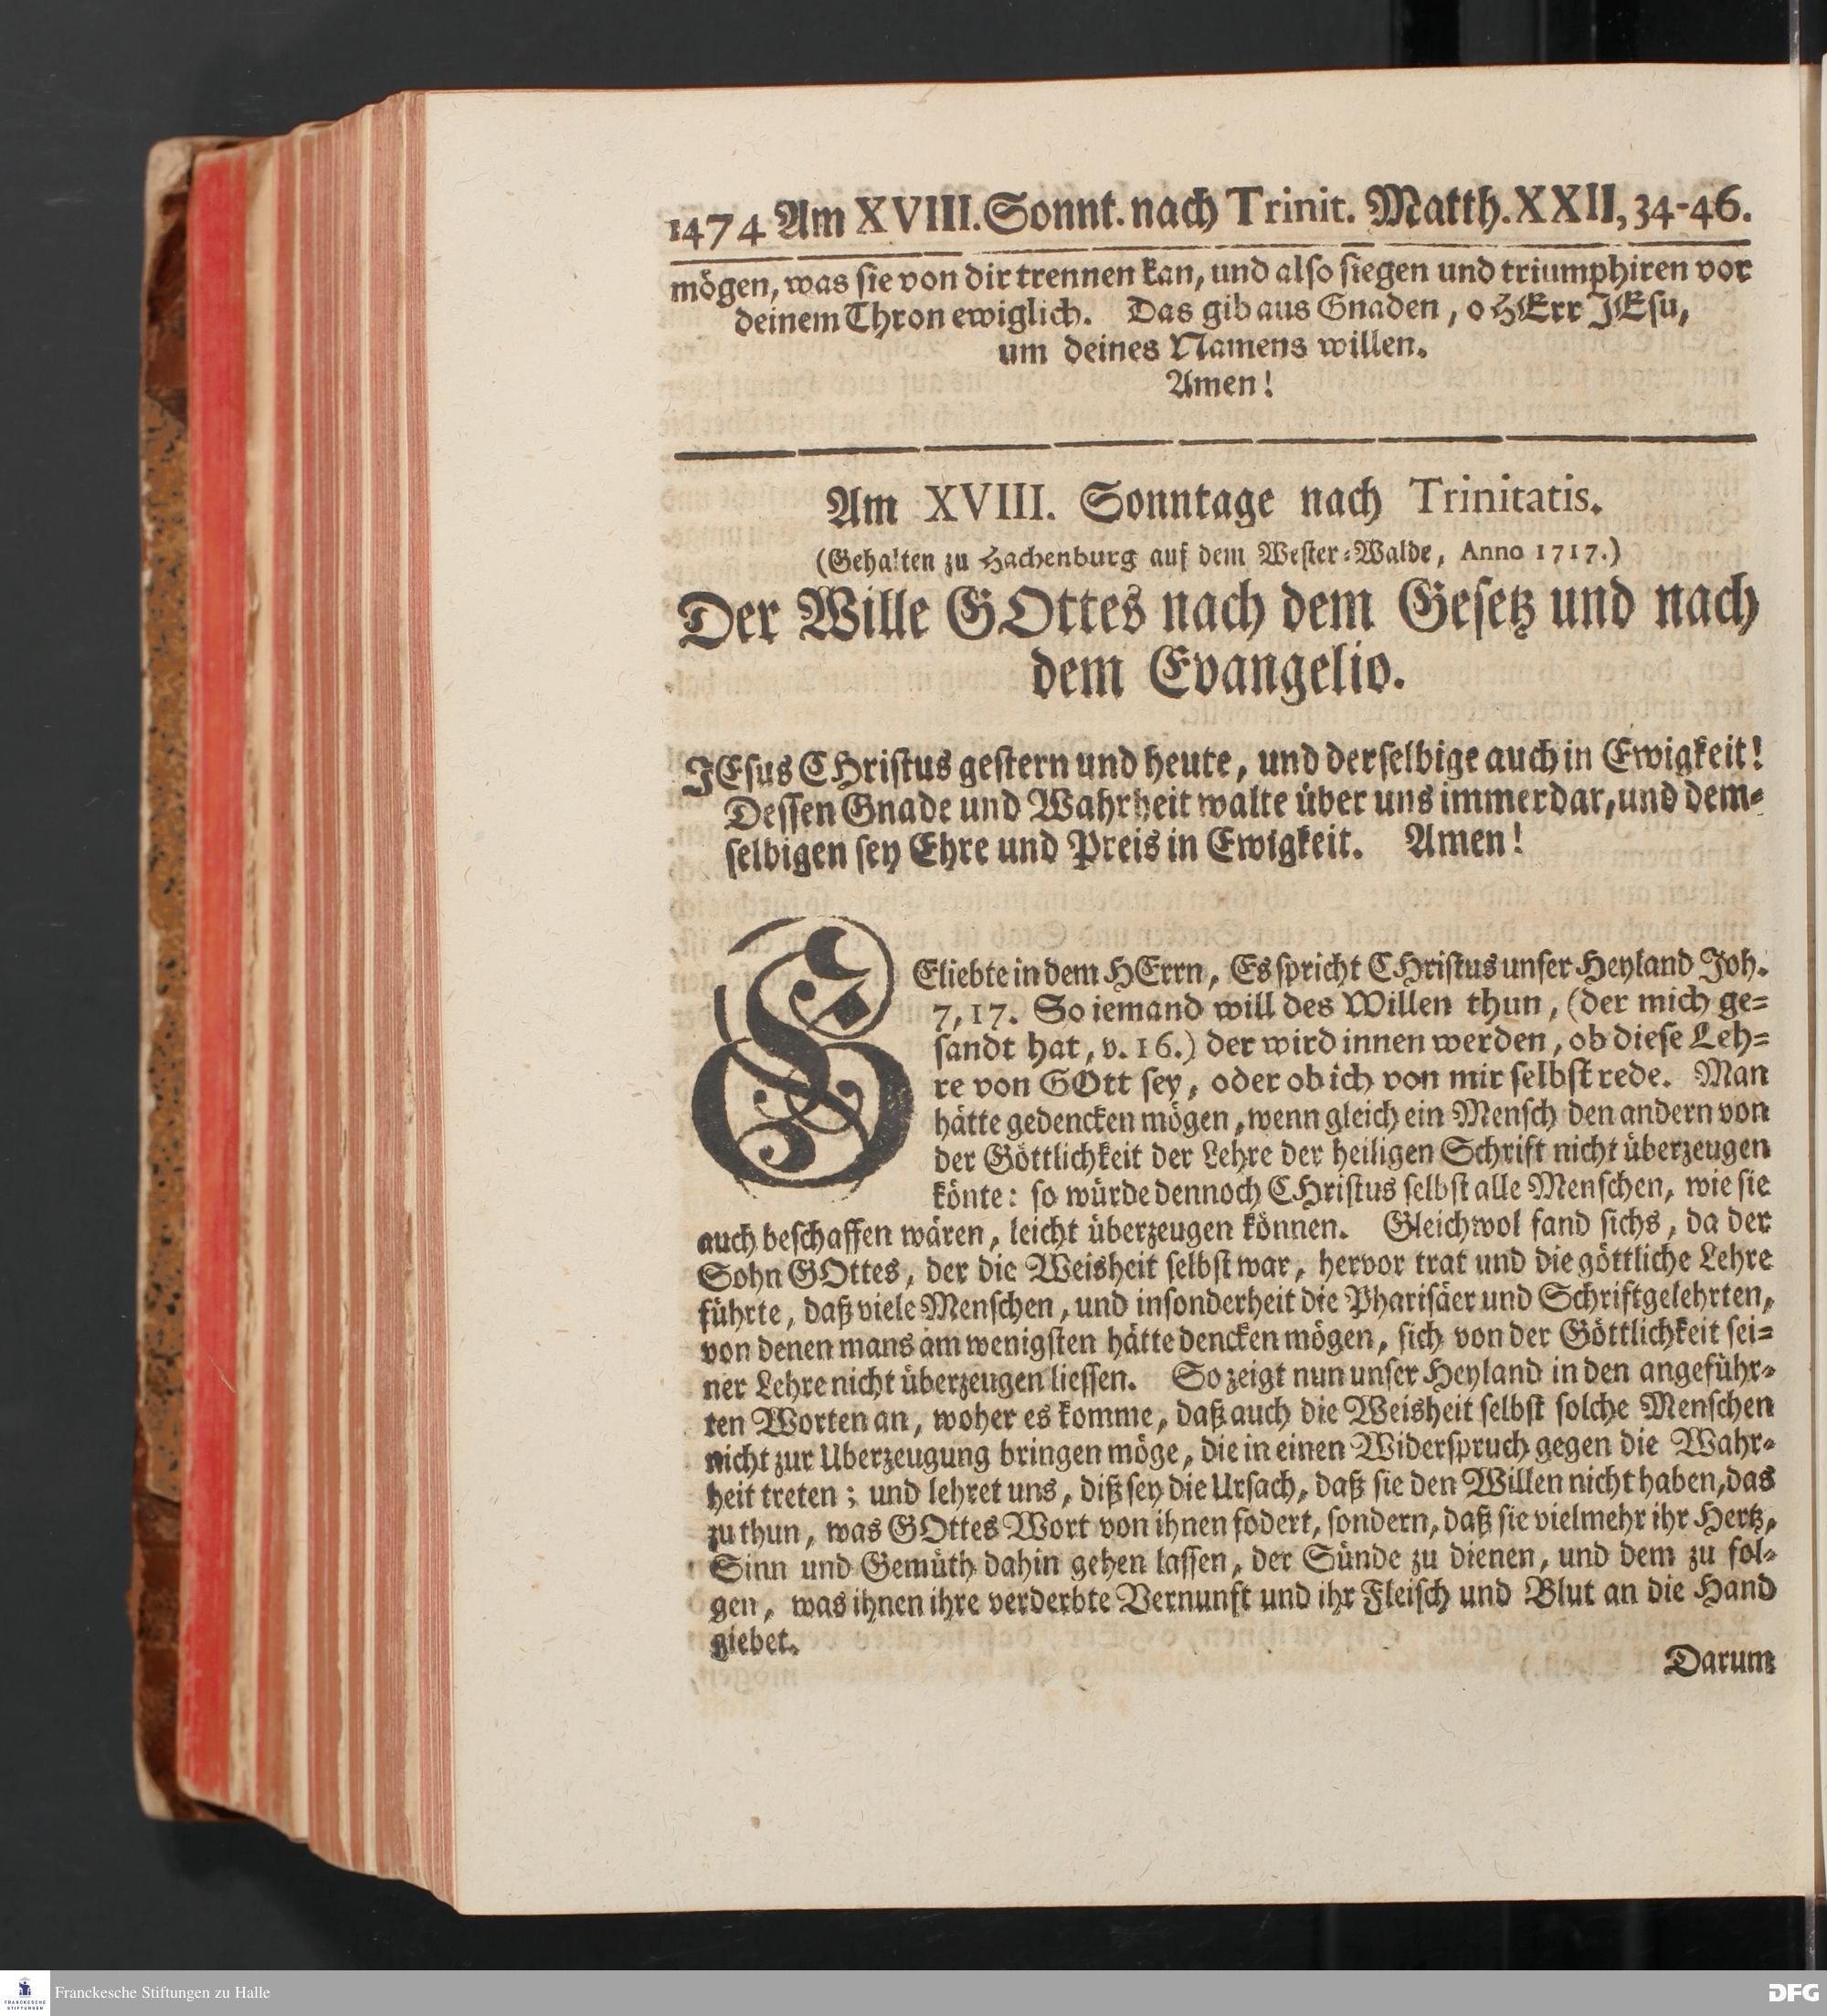 1474 Am XVIII. Sonnt. nach Trinit. Matth. XXII, 34-46.
mögen, was sie von dir trennen kan, und also siegen und triumphiren vor
deinem Thron ewiglich. Das gib aus Gnaden, o HErr JEsu,
um deines Namens willen.
Amen!
Am XVIII. Sonntage nach Trinitatis.
(Gehalten zu Hachenburg auf dem Wester-Walde, Anno 1717.)
Der Wille GOttes nach dem Gesetz und nach
dem Evangelio.
JEsus CHristus gestern und heute, und derselbige auch in Ewigkeit!
Dessen Gnade und Wahrheit walte über uns immerdar, und dem-
selbigen sey Ehre und Preis in Ewigkeit. Amen!
GEliebte in dem HErrn, Es spricht CHristus unser Heyland Joh.
7, 17. So iemand will des Willen thun, (der mich ge-
sandt hat, v. 16.) der wird innen werden, ob diese Leh-
re von GOtt sey, oder ob ich von mir selbst rede. Man
hätte gedencken mögen, wenn gleich ein Mensch den andern von
der Göttlichkeit der Lehre der heiligen Schrift nicht überzeugen
könte: so würde dennoch CHristus selbst alle Menschen, wie sie
auch beschaffen wären, leicht überzeugen können. Gleichwol fand sichs, da der
Sohn GOttes, der die Weisheit selbst war, hervor trat und die göttliche Lehre
führte, daß viele Menschen, und insonderheit die Pharisäer und Schriftgelehrten,
von denen mans am wenigsten hätte dencken mögen, sich von der Göttlichkeit sei-
ner Lehre nicht überzeugen liessen. So zeigt nun unser Heyland in den angeführ-
ten Worten an, woher es komme, daß auch die Weisheit selbst solche Menschen
nicht zur Uberzeugung bringen möge, die in einen Widerspruch gegen die Wahr-
heit treten; und lehret uns, diß sey die Ursach, daß sie den Willen nicht haben, das
zu thun, was GOttes Wort von ihnen fodert, sondern, daß sie vielmehr ihr Hertz,
Sinn und Gemüth dahin gehen lassen, der Sünde zu dienen, und dem zu fol-
gen, was ihnen ihre verderbte Vernunft und ihr Fleisch und Blut an die Hand
giebet.
Darum
FRANCKESCHE
STIFTUNGEN
Franckesche Stiftungen zu Halle
DFG